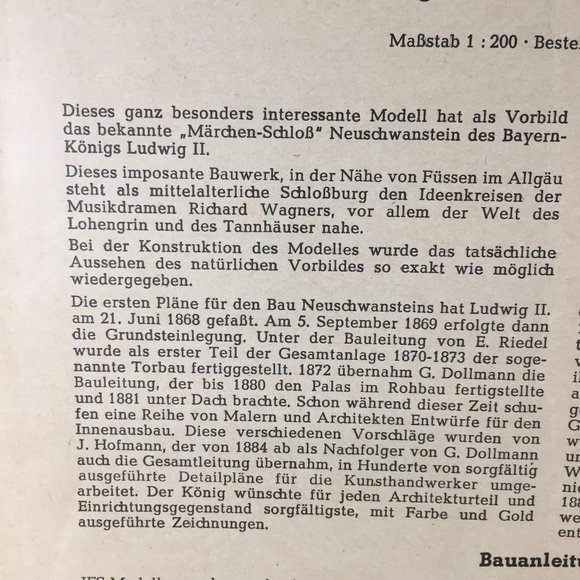 Maßstab 1 : 200 · Beste
Dieses ganz besonders interessante Modell hat als Vorbild
das bekannte „Märchen-Schloß" Neuschwanstein des Bayern-
Königs Ludwig II.
Dieses imposante Bauwerk, in der Nähe von Füssen im Allgäu
steht als mittelalterliche Schloßburg den Ideenkreisen der
Musikdramen Richard Wagners, vor allem der Welt des
Lohengrin und des Tannhäuser nahe.
Bei der Konstruktion des Modelles wurde das tatsächliche
Aussehen des natürlichen Vorbildes so exakt wie möglich
wiedergegeben.
Die ersten Pläne für den Bau Neuschwansteins hat Ludwig II.
am 21. Juni 1868 gefaßt. Am 5. September 1869 erfolgte dann
die Grundsteinlegung. Unter der Bauleitung von E. Riedel
wurde als erster Teil der Gesamtanlage 1870-1873 der soge-
nannte Torbau fertiggestellt. 1872 übernahm G. Dollmann die
Bauleitung, der bis 1880 den Palas im Rohbau fertigstellte
und 1881 unter Dach brachte. Schon während dieser Zeit schu-
fen eine Reihe von Malern und Architekten Entwürfe für den
Innenausbau. Diese verschiedenen Vorschläge wurden von
J. Hofmann, der von 1884 ab als Nachfolger von G. Dollmann
auch die Gesamtleitung übernahm, in Hunderte von sorgfältig
ausgeführte Detailpläne für die Kunsthandwerker umge-
arbeitet. Der König wünschte für jeden Architekturteil und
Einrichtungsgegenstand sorgfältigste, mit Farbe und Gold
ausgeführte Zeichnungen.
Bauanleitu